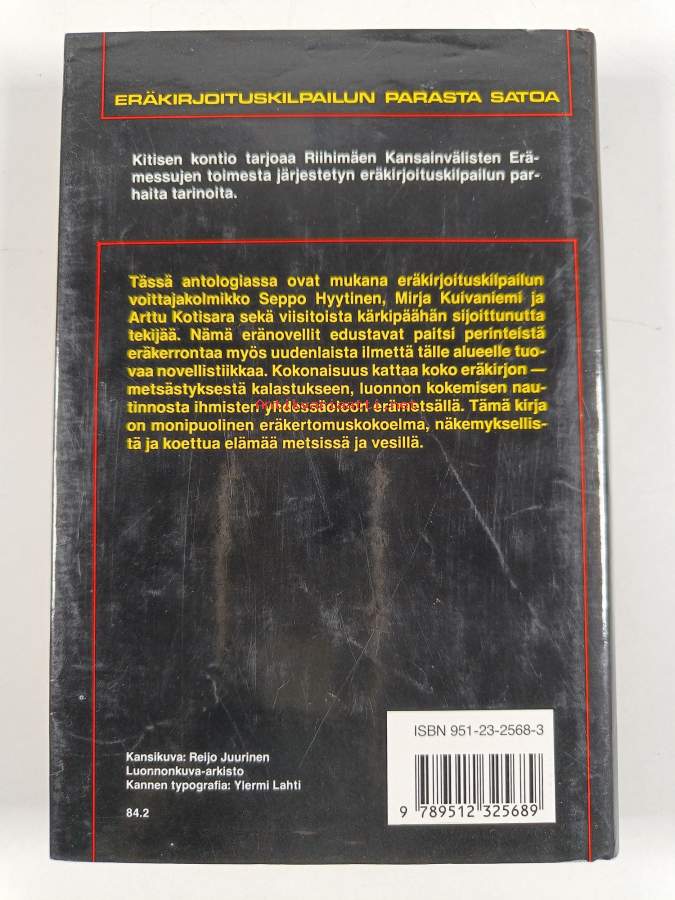 ERÄKIRJOITUSKILPAILUN PARASTA SATOA
Kitisen kontio tarjoaa Riihimäen Kansainvälisten Erä-
messujen toimesta järjestetyn eräkirjoituskilpailun par-
haita tarinoita.
Tässä antologiassa ovat mukana eräkirjoituskilpailun
voittajakolmikko Seppo Hyytinen, Mirja Kuivaniemi ja
Arttu Kotisara sekä viisitoista kärkipäähän sijoittunutta
tekijää. Nämä eränovellit edustavat paitsi perinteistä
eräkerrontaa myös uudenlaista ilmettä tälle alueelle tuo-
vaa novellistiikkaa. Kokonaisuus kattaa koko eräkirjon —
metsästyksestä kalastukseen, luonnon kokemisen nau-
tinnosta ihmisten yhdessäoloon erämetsällä. Tämä kirja
on monipuolinen eräkertomuskokoelma, näkemyksellis-
tä ja koettua elämää metsissä ja vesillä.
ISBN 951-23-2568-3
Kansikuva: Reijo Juurinen
Luonnonkuva-arkisto
Kannen typografia: Ylermi Lahti
84.2
9 789512 325689